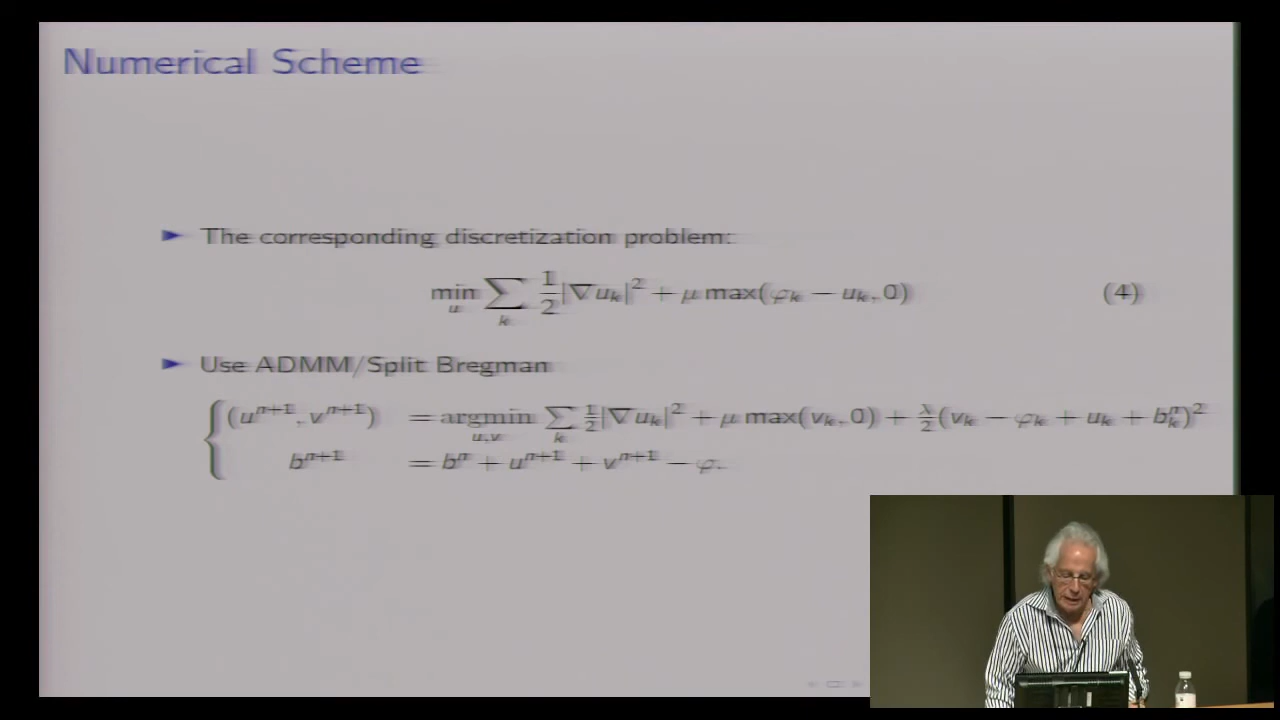 Numerical Scheme
► The corresponding discretization problem:
min_u ∑_k 1/2 |∇u_k|² + μ max(φ_k − u_k, 0) (4)
► Use ADMM/Split Bregman
{ (u^{n+1}, v^{n+1}) = argmin_{u,v} ∑_k 1/2 |∇u_k|² + μ max(v_k, 0) + λ/2 (v_k − φ_k + u_k + b_k^n)²
b^{n+1} = b^n + u^{n+1} + v^{n+1} − φ.